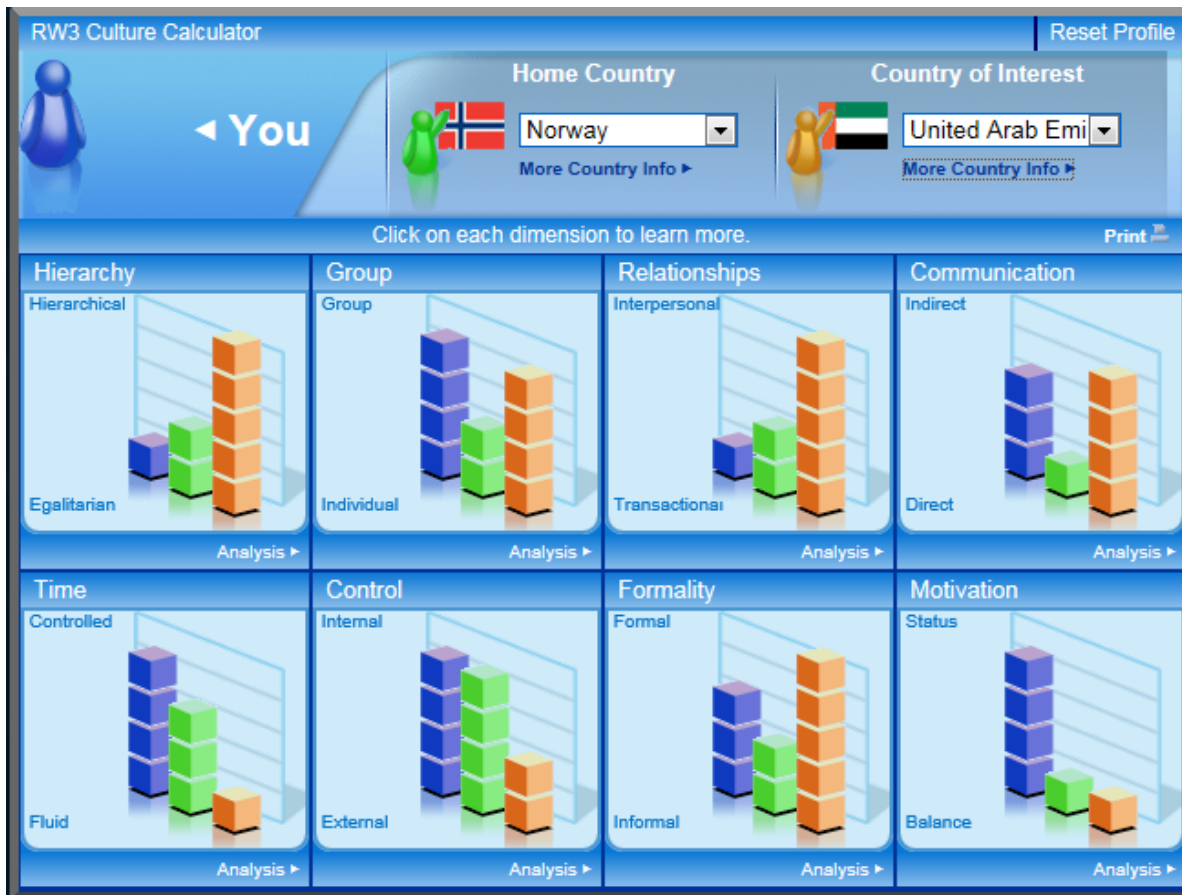 RW3 Culture Calculator
Reset Profile
◄ You
Home Country
Country of Interest
Norway
United Arab Emi
More Country Info ►
More Country Info ►
Click on each dimension to learn more.
Print
Hierarchy
Group
Relationships
Communication
Hierarchical
Group
Interpersonal
Indirect
Egalitarian
Individual
Transactional
Direct
Analysis ►
Analysis ►
Analysis ►
Analysis ►
Time
Control
Formality
Motivation
Controlled
Internal
Formal
Status
Fluid
External
Informal
Balance
Analysis ►
Analysis ►
Analysis ►
Analysis ►